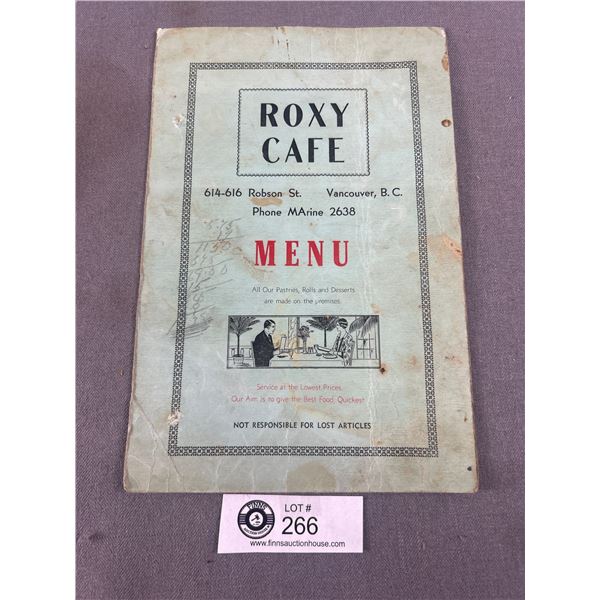 ROXY
CAFE
614-616 Robson St. Vancouver, B. C.
Phone MArine 2638
MENU
All Our Pastries, Rolls and Desserts
are made on the premises.
Service at the Lowest Prices.
Our Aim is to give the Best Food, Quickest
NOT RESPONSIBLE FOR LOST ARTICLES
FINNS
LOT #
266
www.finnsauctionhouse.com